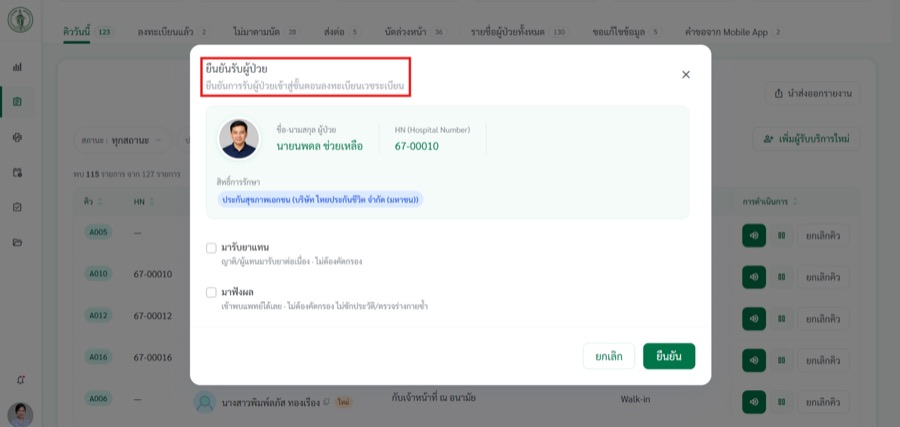 คิววันนี้ 123 ลงทะเบียนแล้ว 2 ไม่มาตามนัด 28 ส่งต่อ 5 นัดล่วงหน้า 36 รายชื่อผู้ป่วยทั้งหมด 130 ขอแก้ไขข้อมูล 5 คำขอจาก Mobile App 2
ยืนยันรับผู้ป่วย
ยืนยันการรับผู้ป่วยเข้าสู่ขั้นตอนลงทะเบียนเวชระเบียน
นำส่งออกรายงาน
ชื่อ-นามสกุล ผู้ป่วย HN (Hospital Number)
นายนพดล ช่วยเหลือ 67-00010
สถานะ : ทุกสถานะ
เพิ่มผู้รับบริการใหม่
พบ 115 รายการ จาก 127 รายการ
สิทธิ์การรักษา
ประกันสุขภาพเอกชน (บริษัท ไทยประกันชีวิต จำกัด (มหาชน))
คิว HN การดำเนินการ
A005 — ยกเลิกคิว
มารับยาแทน
ญาติ/ผู้แทนมารับยาต่อเนื่อง · ไม่ต้องคัดกรอง
A010 67-00010 ยกเลิกคิว
มาฟังผล
เข้าพบแพทย์ได้เลย · ไม่ต้องคัดกรอง ไม่ซักประวัติ/ตรวจร่างกายซ้ำ
A012 67-00012 ยกเลิกคิว
A016 67-00016 ยกเลิก ยืนยัน ยกเลิกคิว
A006 — นางสาวพิมพ์ภัส ทองเรือง ใหม่ กับเจ้าหน้าที่ ณ อนามัย Walk-in ยกเลิกคิว